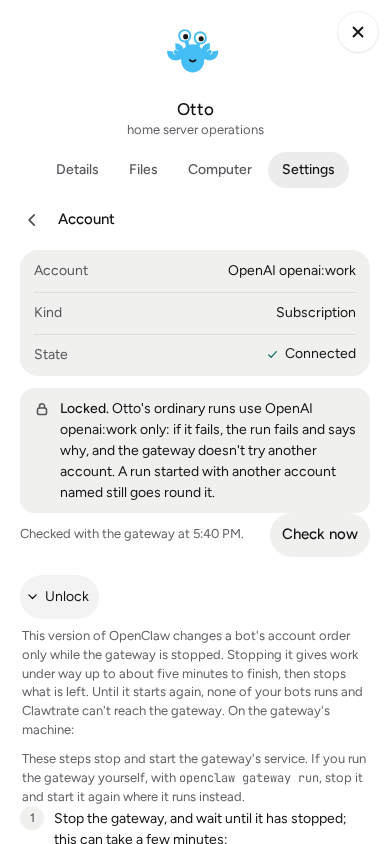 Otto
home server operations
Details Files Computer Settings
Account
Account OpenAI openai:work
Kind Subscription
State Connected
Locked. Otto's ordinary runs use OpenAI
openai:work only: if it fails, the run fails and says
why, and the gateway doesn't try another
account. A run started with another account
named still goes round it.
Checked with the gateway at 5:40 PM. Check now
Unlock
This version of OpenClaw changes a bot's account order
only while the gateway is stopped. Stopping it gives work
under way up to about five minutes to finish, then stops
what is left. Until it starts again, none of your bots runs and
Clawtrate can't reach the gateway. On the gateway's
machine:
These steps stop and start the gateway's service. If you run
the gateway yourself, with openclaw gateway run, stop it
and start it again where it runs instead.
1 Stop the gateway, and wait until it has stopped;
this can take a few minutes: